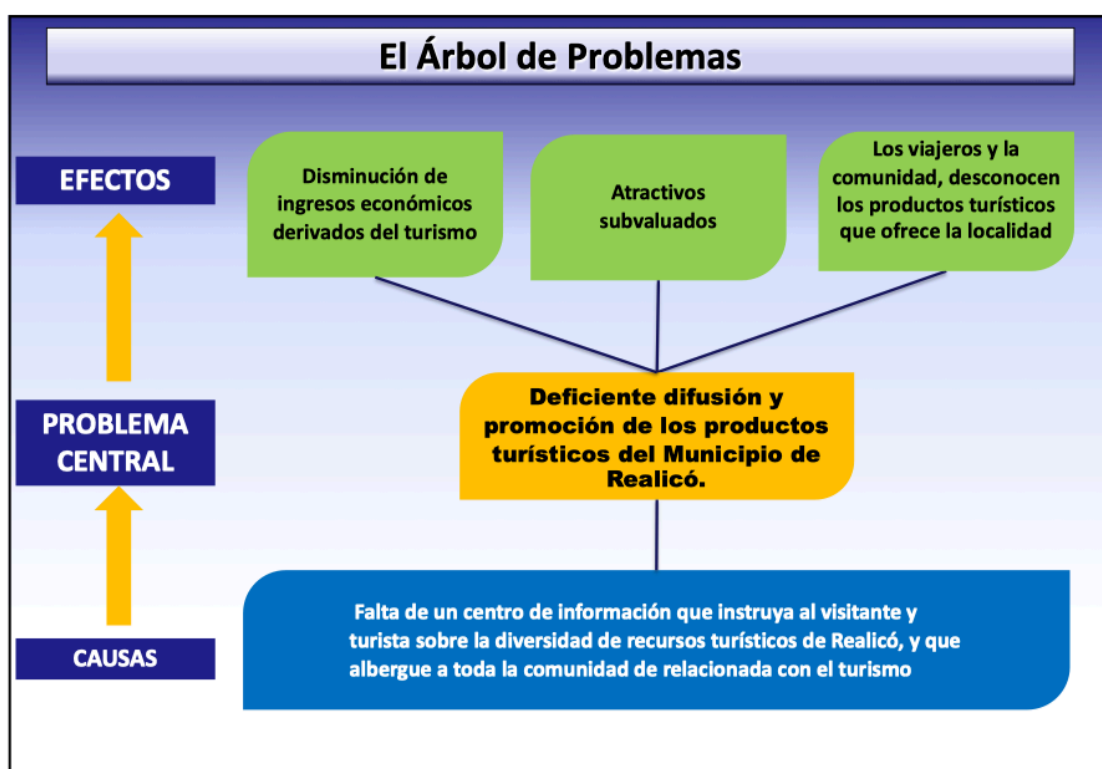 El Árbol de Problemas
EFECTOS
Disminución de
ingresos económicos
derivados del turismo
Atractivos
subvaluados
Los viajeros y la
comunidad, desconocen
los productos turísticos
que ofrece la localidad
PROBLEMA
CENTRAL
Deficiente difusión y
promoción de los productos
turísticos del Municipio de
Realicó.
CAUSAS
Falta de un centro de información que instruya al visitante y
turista sobre la diversidad de recursos turísticos de Realicó, y que
albergue a toda la comunidad de relacionada con el turismo